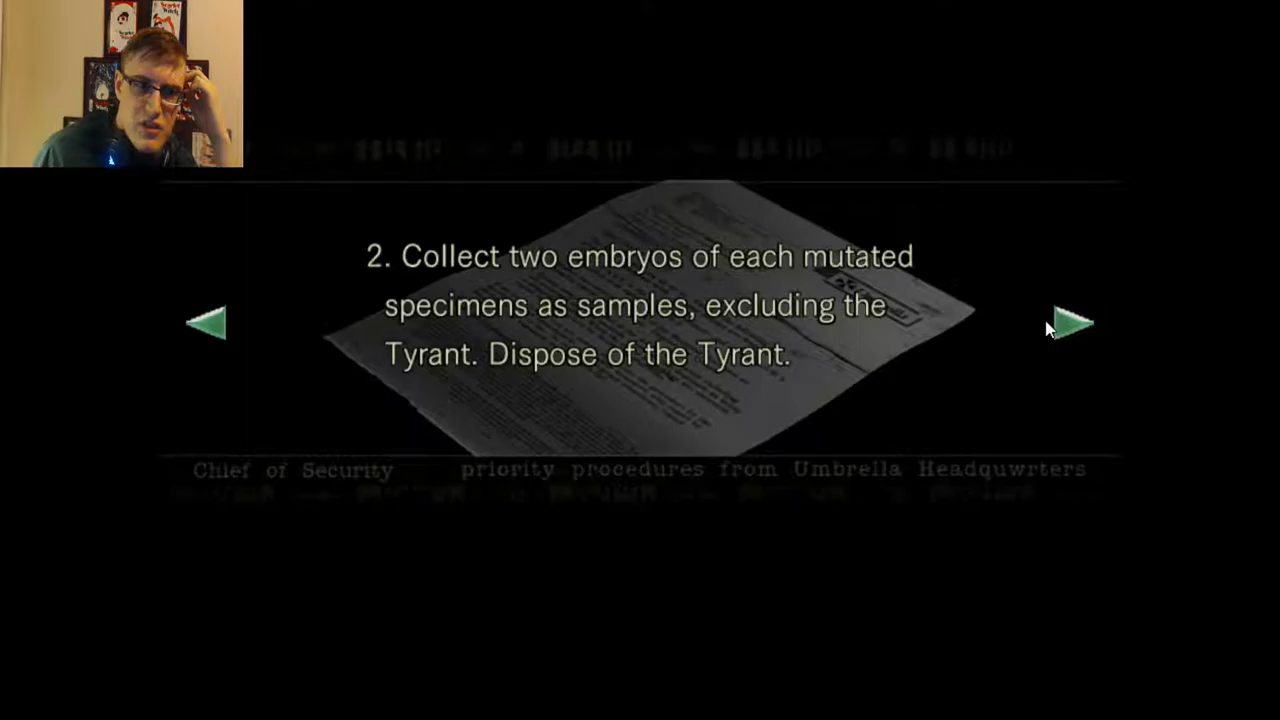 2. Collect two embryos of each mutated
specimens as samples, excluding the
Tyrant. Dispose of the Tyrant.
Chief of Security priority procedures from Umbrella Headquwrters